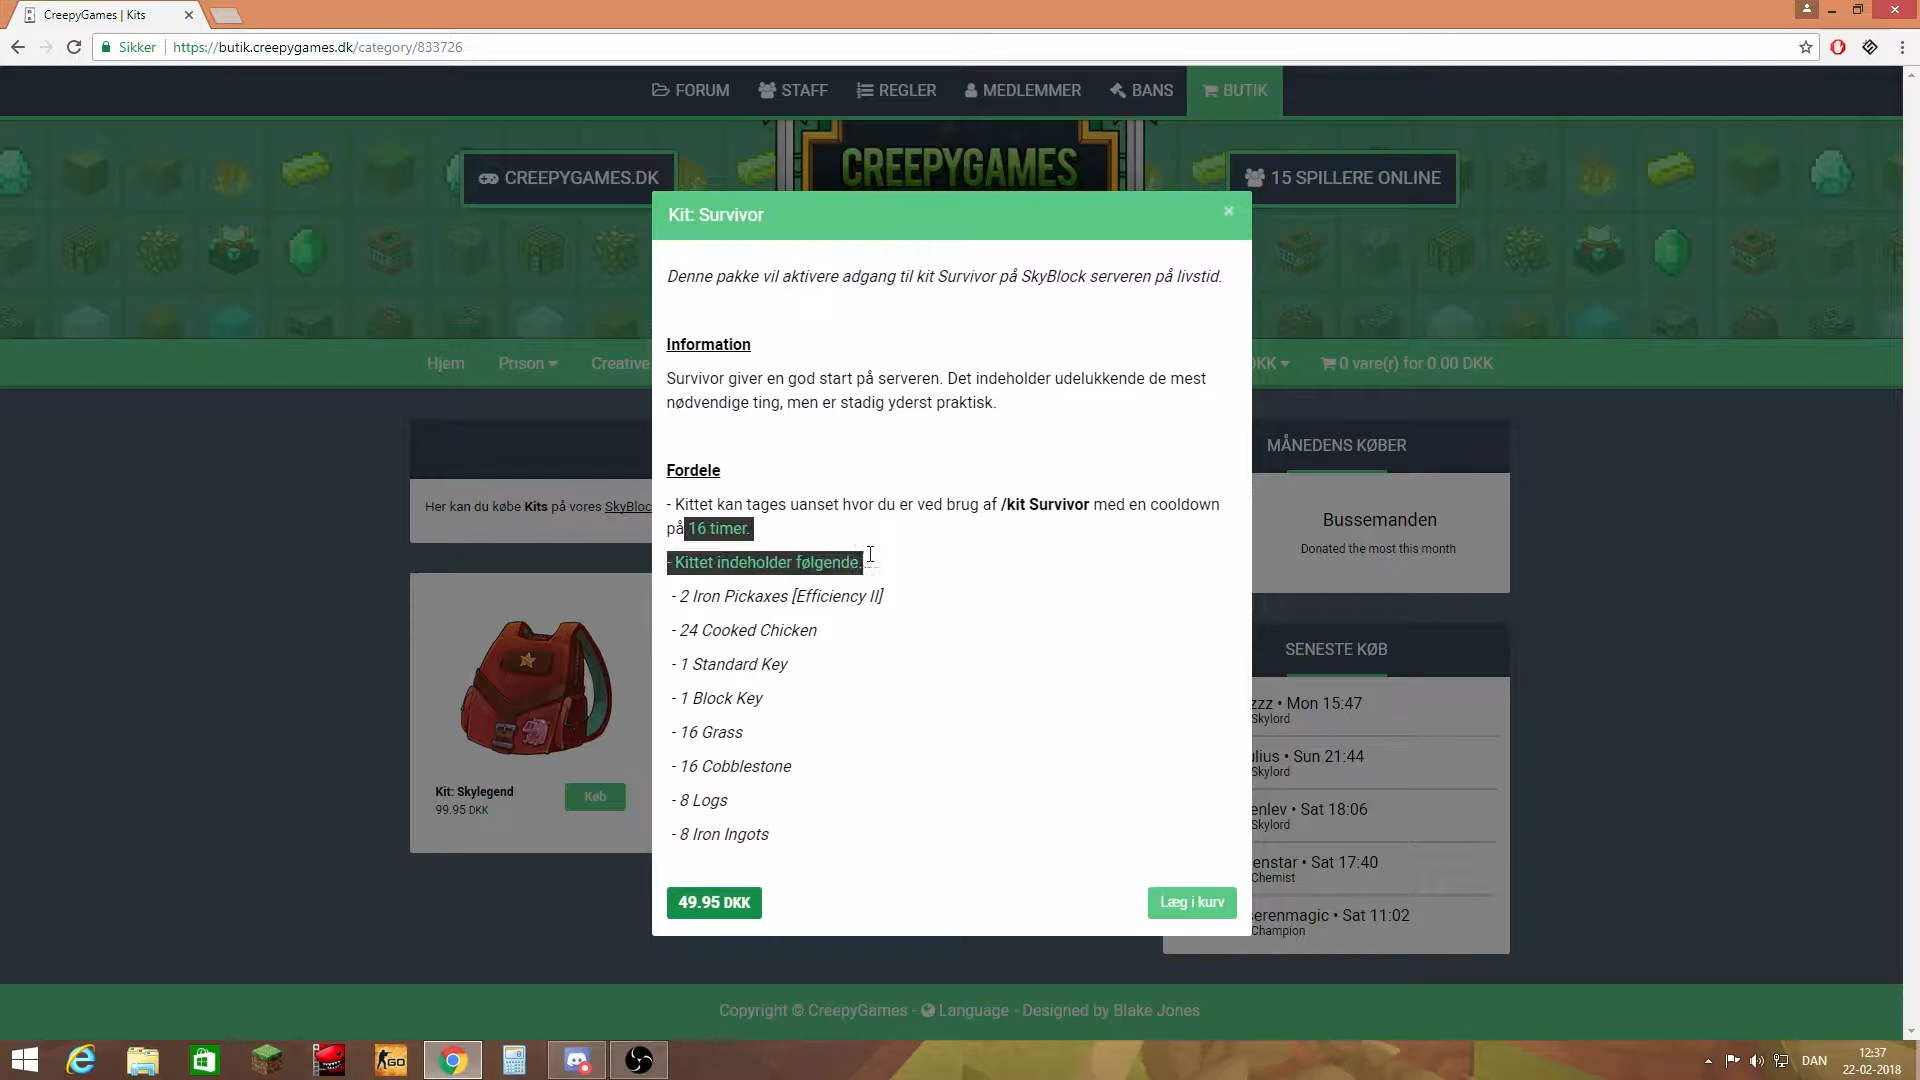 CreepyGames | Kits
Sikker
https://butik.creepygames.dk/category/833726
FORUM
STAFF
REGLER
MEDLEMMER
BANS
BUTIK
CREEPYGAMES.DK
CREEPYGAMES
15 SPILLERE ONLINE
Hjem
Prison
Creative
DKK
0 vare(r) for 0.00 DKK
Kit: Survivor
×
Denne pakke vil aktivere adgang til kit Survivor på SkyBlock serveren på livstid.
Information
Survivor giver en god start på serveren. Det indeholder udelukkende de mest
nødvendige ting, men er stadig yderst praktisk.
Fordele
- Kittet kan tages uanset hvor du er ved brug af /kit Survivor med en cooldown
på 16 timer.
- Kittet indeholder følgende.
- 2 Iron Pickaxes [Efficiency II]
- 24 Cooked Chicken
- 1 Standard Key
- 1 Block Key
- 16 Grass
- 16 Cobblestone
- 8 Logs
- 8 Iron Ingots
49.95 DKK
Læg i kurv
Her kan du købe Kits på vores SkyBloc
Kit: Skylegend
99.95 DKK
Køb
MÅNEDENS KØBER
Bussemanden
Donated the most this month
SENESTE KØB
zzz • Mon 15:47
Skylord
ulius • Sun 21:44
Skylord
enlev • Sat 18:06
Skylord
enstar • Sat 17:40
Chemist
serenmagic • Sat 11:02
Champion
Copyright © CreepyGames - Language - Designed by Blake Jones
GO
DAN
12:37
22-02-2018